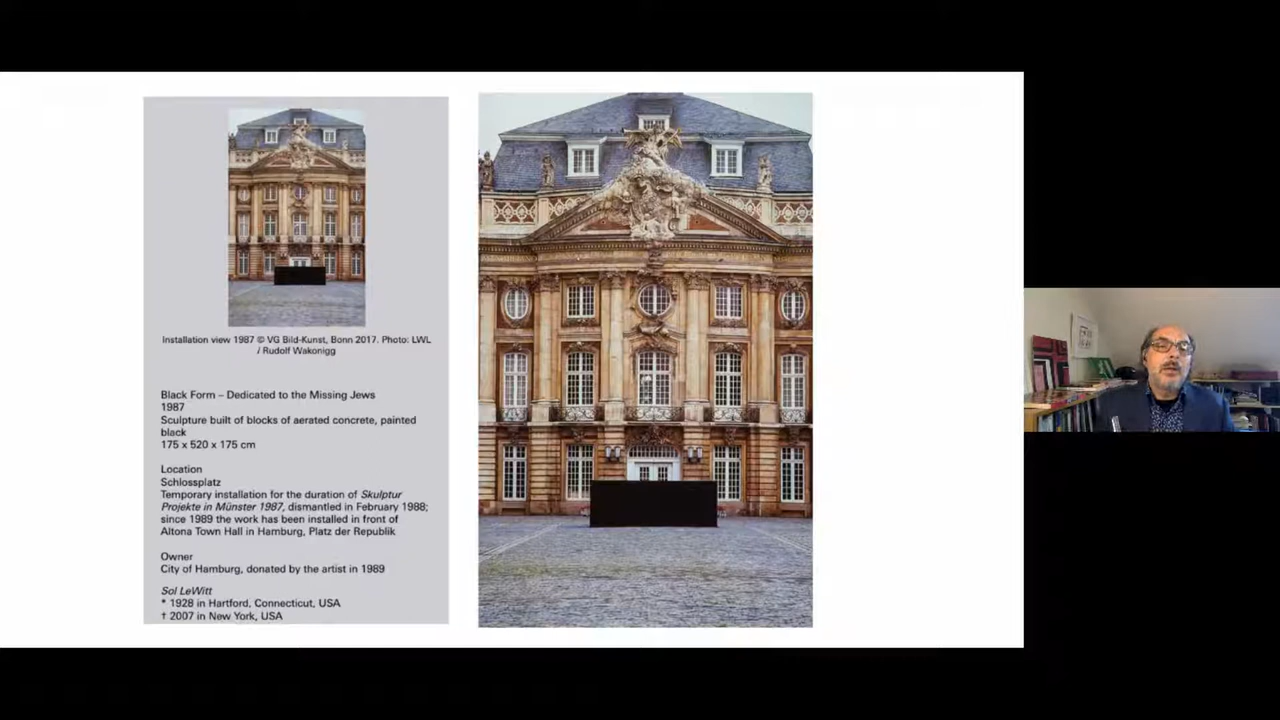 Installation view 1987 © VG Bild-Kunst, Bonn 2017. Photo: LWL
/ Rudolf Wakonigg
Black Form – Dedicated to the Missing Jews
1987
Sculpture built of blocks of aerated concrete, painted
black
175 x 520 x 175 cm
Location
Schlossplatz
Temporary installation for the duration of Skulptur
Projekte in Münster 1987, dismantled in February 1988;
since 1989 the work has been installed in front of
Altona Town Hall in Hamburg, Platz der Republik
Owner
City of Hamburg, donated by the artist in 1989
Sol LeWitt
* 1928 in Hartford, Connecticut, USA
† 2007 in New York, USA